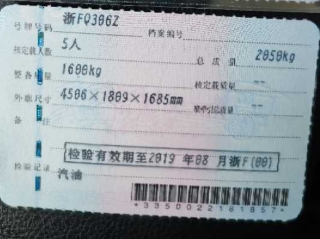 号牌号码 浙FQ306Z 档案编号
核定载人数 5人 总质量 2050kg
整备质量 1600kg 核定载质量 --
外廓尺寸 4506×1809×1685mm 准牵引总质量 --
备注
检验有效期至2019 年 08 月浙F(00)
检验记录 汽油
*3350022181857*